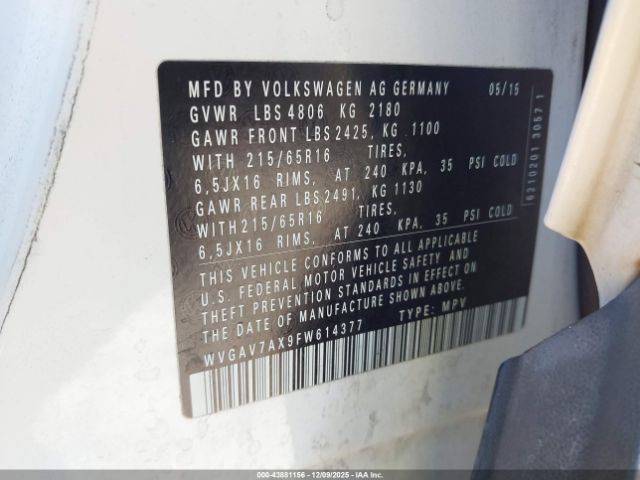 MFD BY VOLKSWAGEN AG GERMANY 05/15
GVWR LBS 4806 KG 2180
GAWR FRONT LBS 2425, KG 1100
WITH 215/65R16 TIRES,
6,5JX16 RIMS, AT 240 KPA, 35 PSI COLD
GAWR REAR LBS 2491, KG 1130
WITH 215/65R16 TIRES,
6,5JX16 RIMS, AT 240 KPA, 35 PSI COLD
THIS VEHICLE CONFORMS TO ALL APPLICABLE
U.S. FEDERAL MOTOR VEHICLE SAFETY AND
THEFT PREVENTION STANDARDS IN EFFECT ON
THE DATE OF MANUFACTURE SHOWN ABOVE.
WVGAV7AX9FW614377 TYPE: MPV
6210201 3057 1
000-43881156 - 12/09/2025 - IAAI.COM